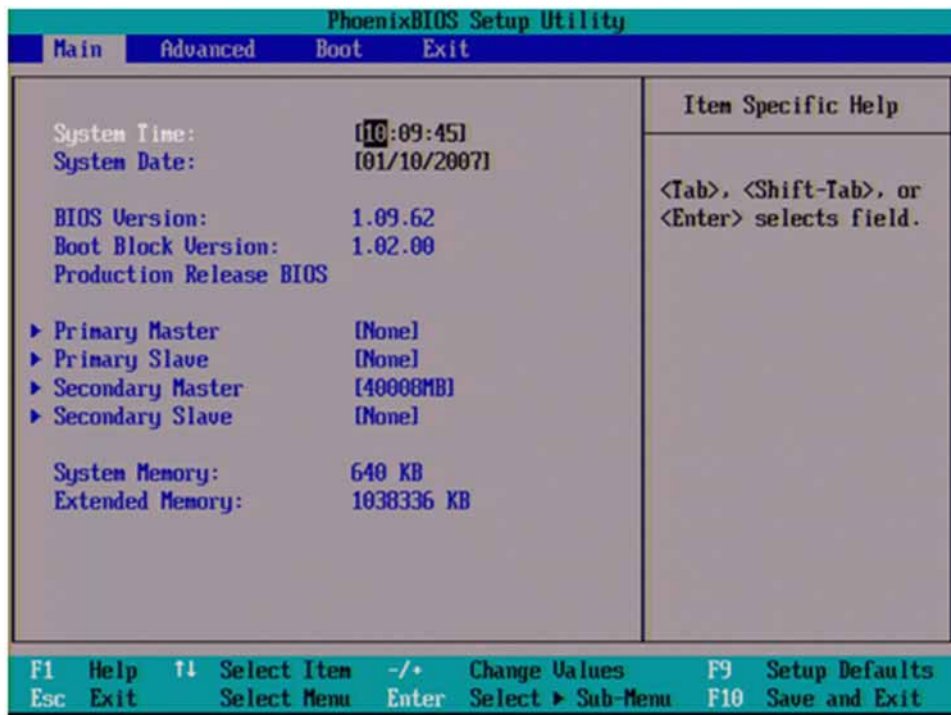 PhoenixBIOS Setup Utility
Main Advanced Boot Exit
System Time: [10:09:45]
System Date: [01/10/2007]
BIOS Version: 1.09.62
Boot Block Version: 1.02.00
Production Release BIOS
▶ Primary Master [None]
▶ Primary Slave [None]
▶ Secondary Master [40008MB]
▶ Secondary Slave [None]
System Memory: 640 KB
Extended Memory: 1038336 KB
Item Specific Help
<Tab>, <Shift-Tab>, or
<Enter> selects field.
F1 Help ↑↓ Select Item -/+ Change Values F9 Setup Defaults
Esc Exit Select Menu Enter Select ▶ Sub-Menu F10 Save and Exit